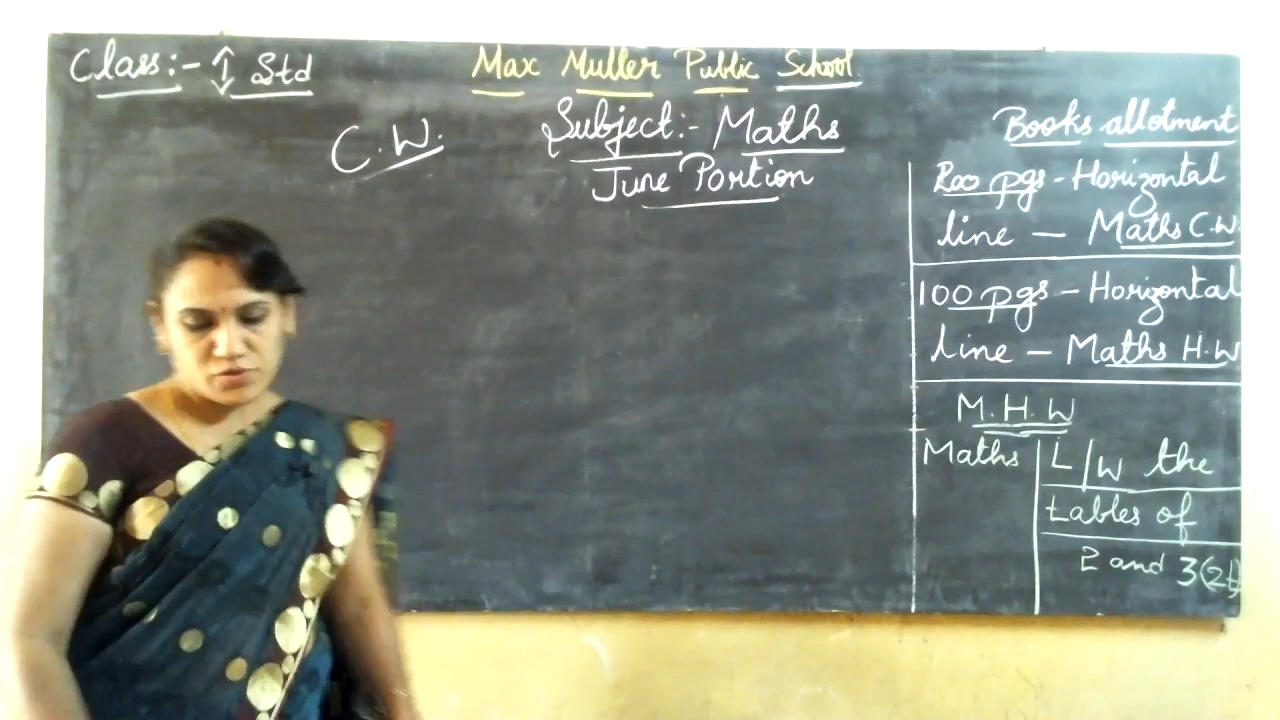 Class:- I Std
Max Muller Public School
C.W.
Subject:- Maths
June Portion
Books allotment
200 pgs - Horizontal
line — Maths C.W.
100 pgs - Horizontal
line — Maths H.W
M.H.W
Maths
L/w the
tables of
2 and 3(2t)